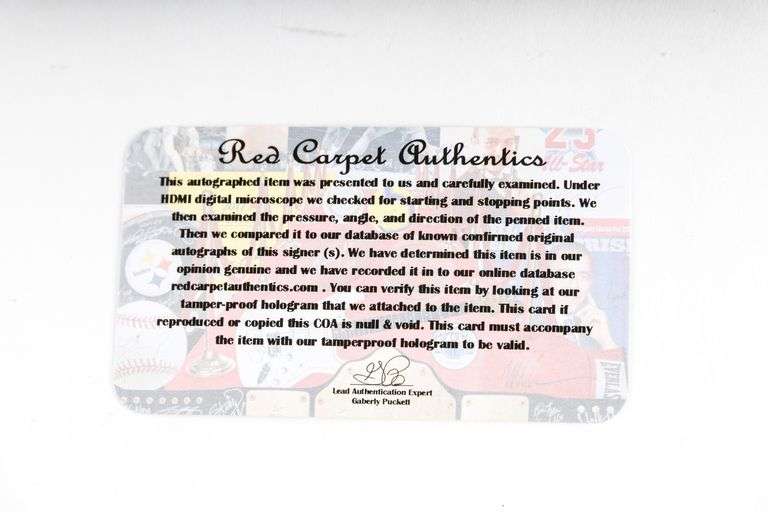 Red Carpet Authentics
This autographed item was presented to us and carefully examined. Under
HDMI digital microscope we checked for starting and stopping points. We
then examined the pressure, angle, and direction of the penned item.
Then we compared it to our database of known confirmed original
autographs of this signer (s). We have determined this item is in our
opinion genuine and we have recorded it in to our online database
redcarpetauthentics.com . You can verify this item by looking at our
tamper-proof hologram that we attached to the item. This card if
reproduced or copied this COA is null & void. This card must accompany
the item with our tamperproof hologram to be valid.
Lead Authentication Expert
Gaberly Puckett
23
All-Star
EVERLAST